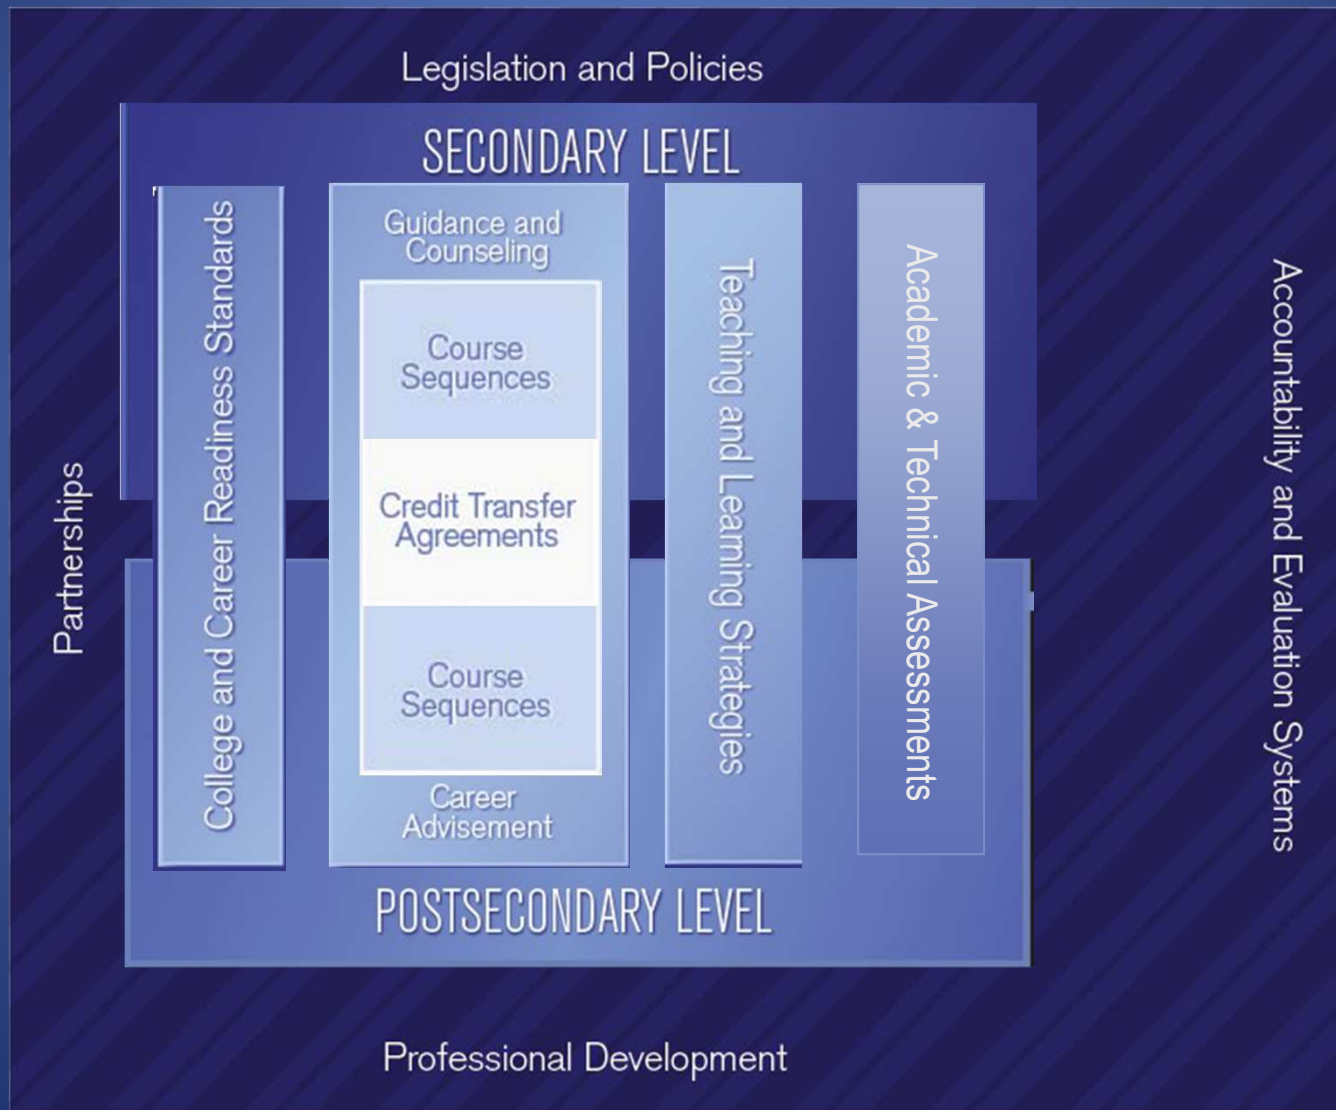 Legislation and Policies
SECONDARY LEVEL
Partnerships
College and Career Readiness Standards
Guidance and
Counseling
Course
Sequences
Credit Transfer
Agreements
Course
Sequences
Career
Advisement
Teaching and Learning Strategies
Academic & Technical Assessments
Accountability and Evaluation Systems
POSTSECONDARY LEVEL
Professional Development